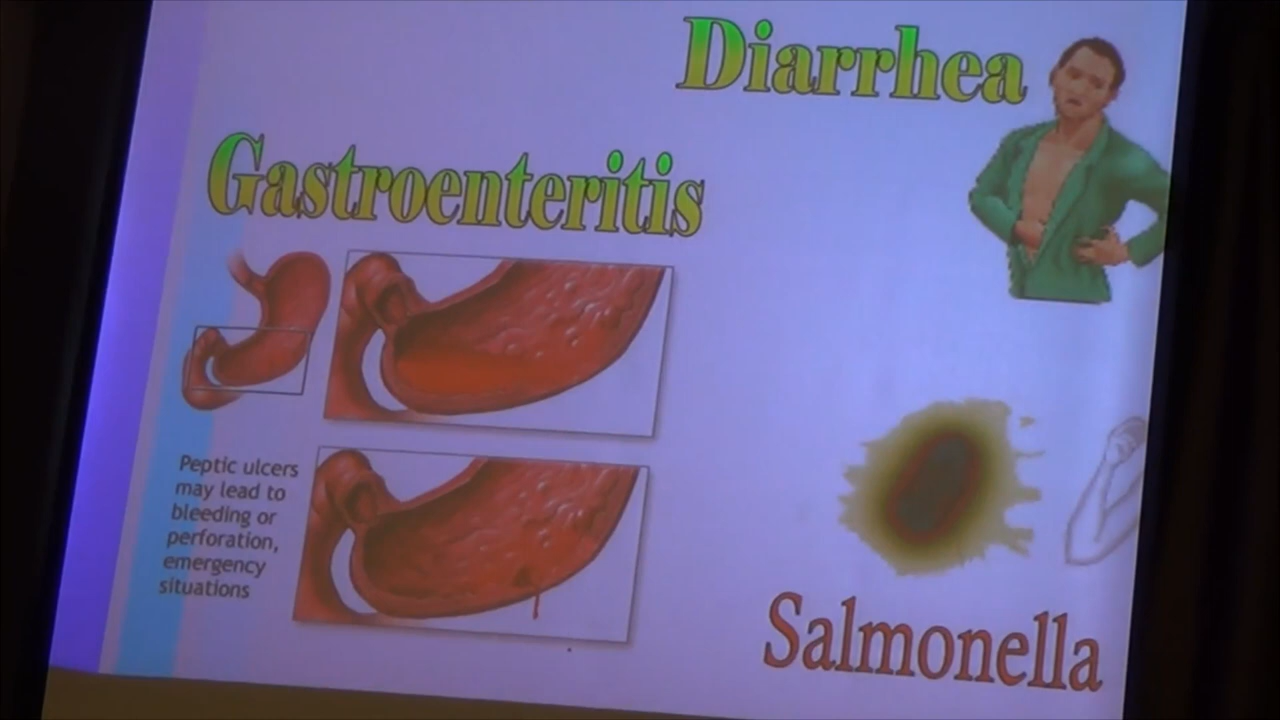 Diarrhea
Gastroenteritis
Peptic ulcers
may lead to
bleeding or
perforation,
emergency
situations
Salmonella